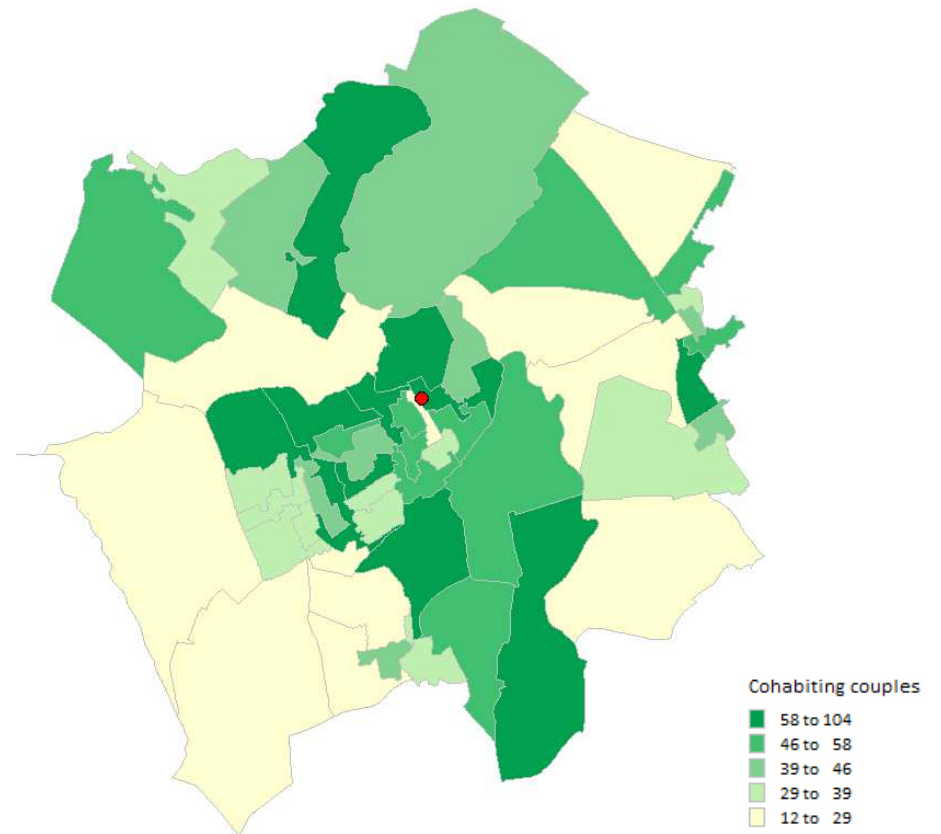 Cohabiting couples
58 to 104
46 to 58
39 to 46
29 to 39
12 to 29